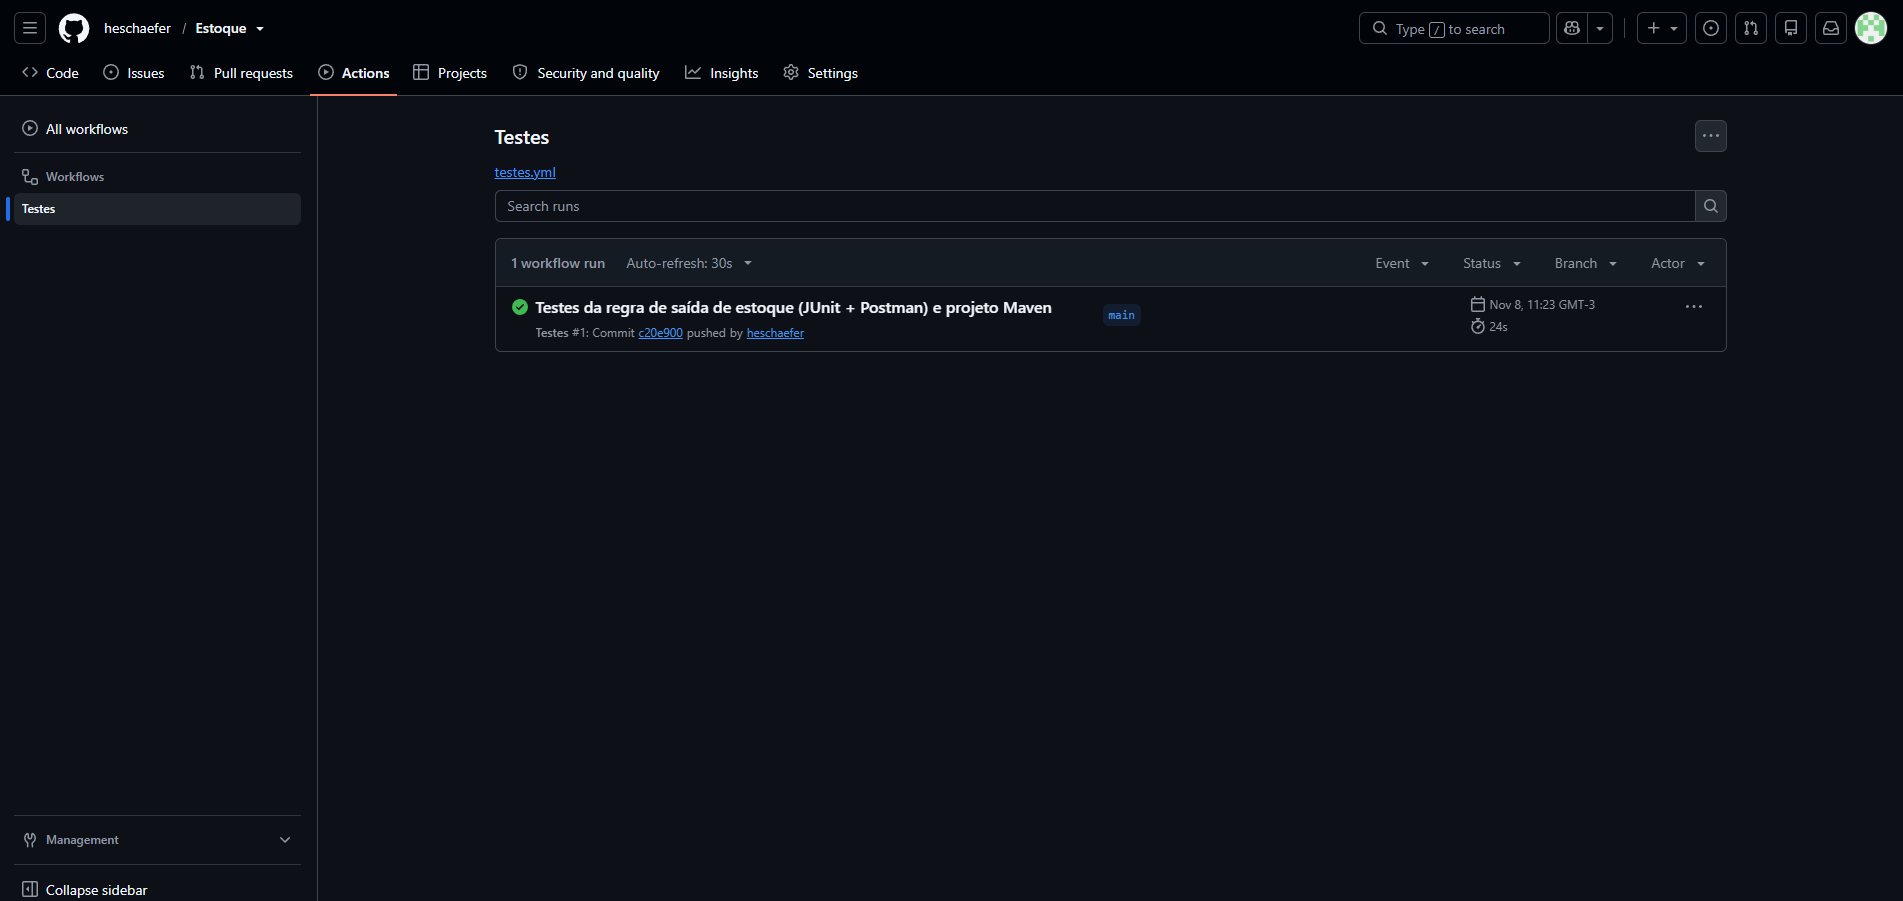 heschaefer / Estoque
Type / to search
Code Issues Pull requests Actions Projects Security and quality Insights Settings
All workflows
Workflows
Testes
Management
Collapse sidebar
Testes
testes.yml
Search runs
1 workflow run Auto-refresh: 30s Event Status Branch Actor
Testes da regra de saída de estoque (JUnit + Postman) e projeto Maven
Testes #1: Commit c20e900 pushed by heschaefer
main
Nov 8, 11:23 GMT-3
24s